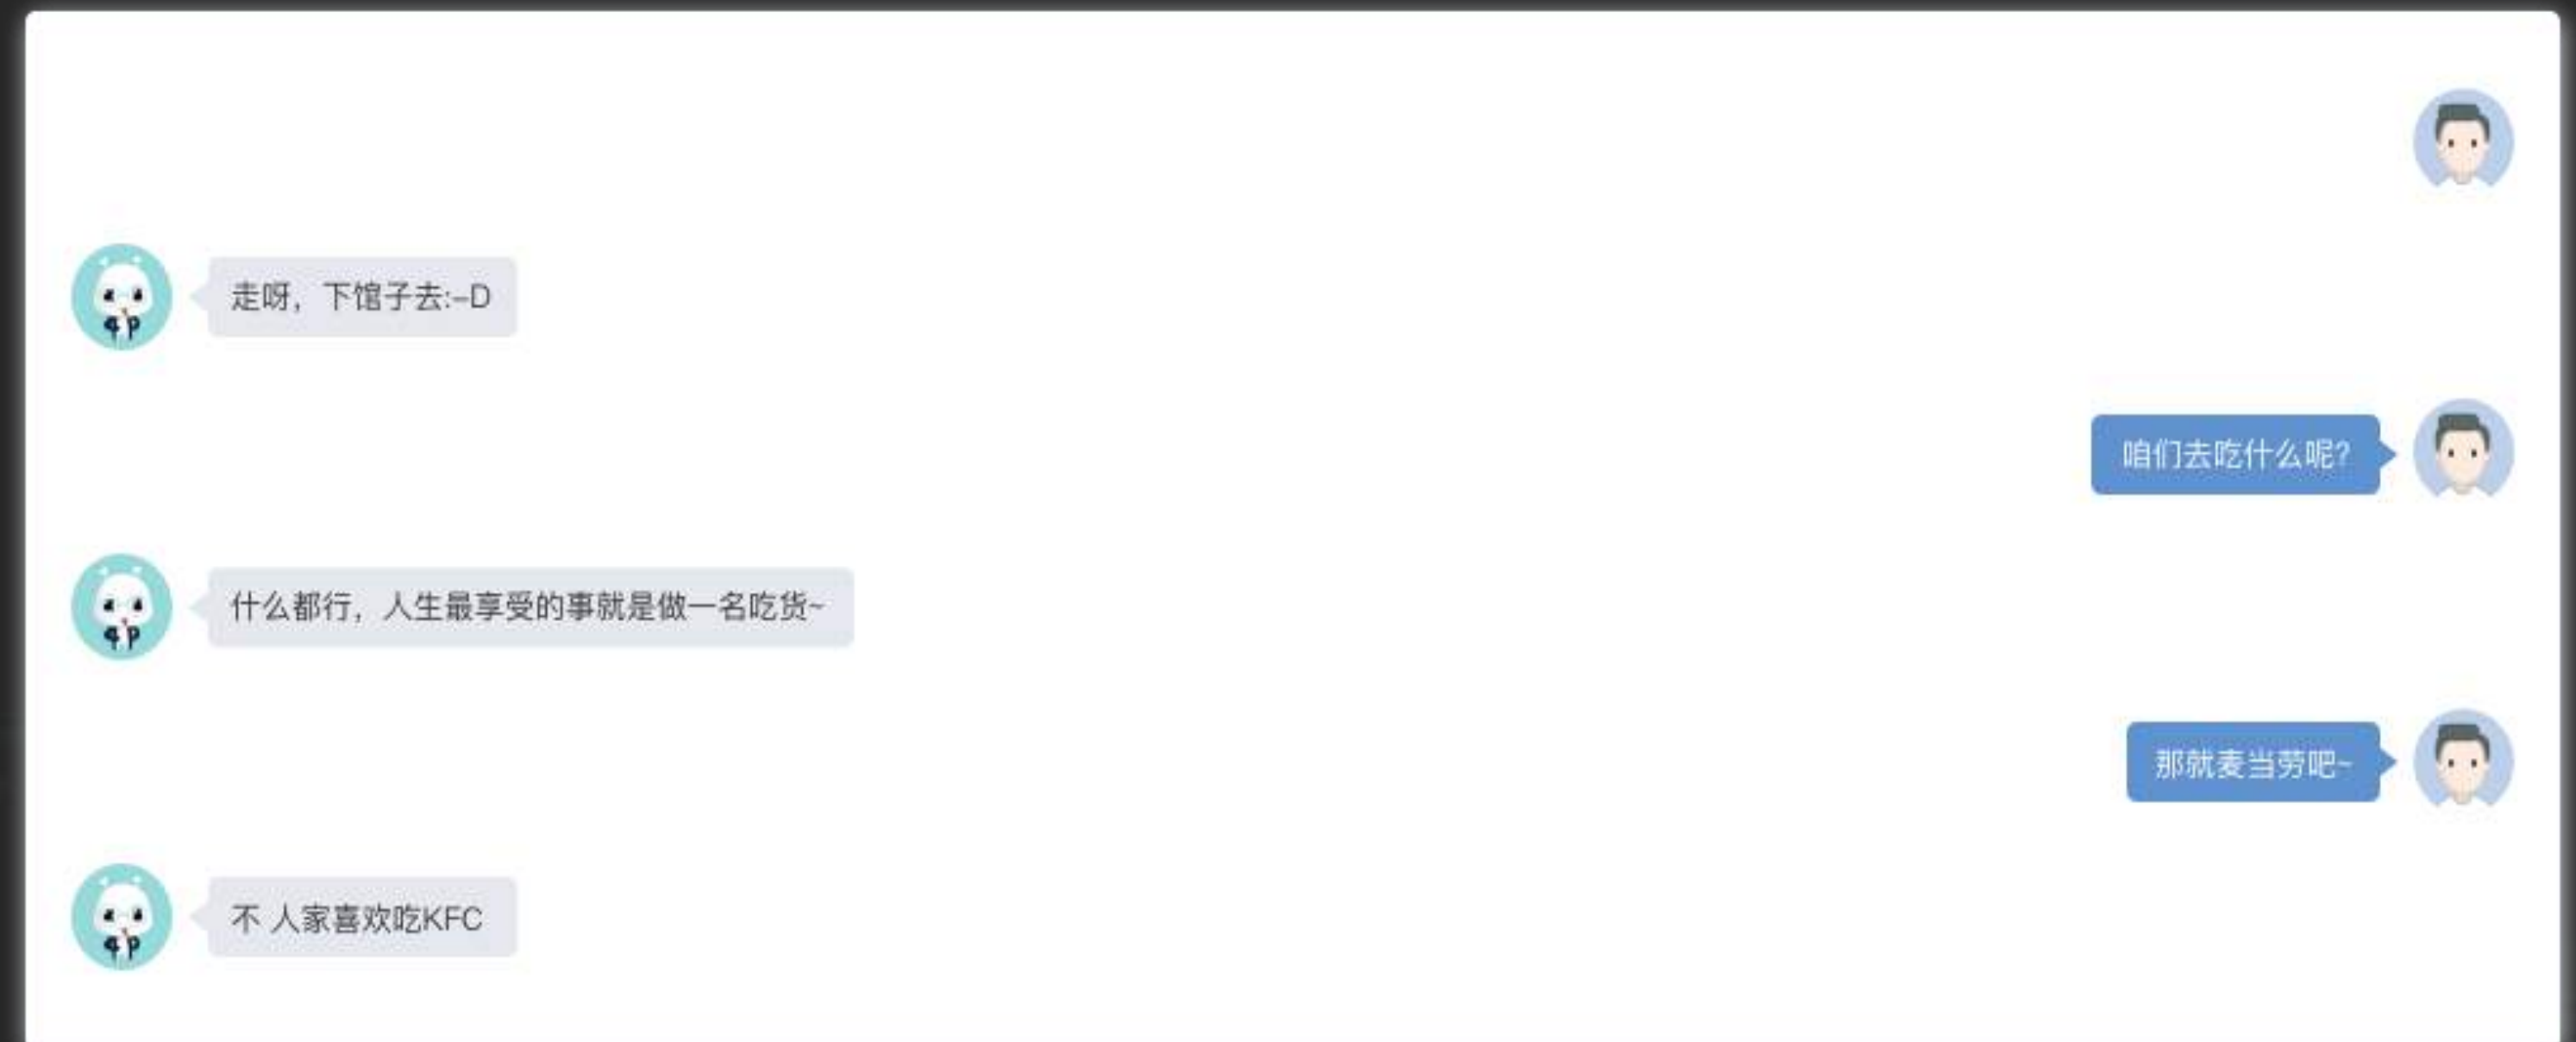 走呀，下馆子去:-D
咱们去吃什么呢?
什么都行，人生最享受的事就是做一名吃货~
那就麦当劳吧~
不 人家喜欢吃KFC